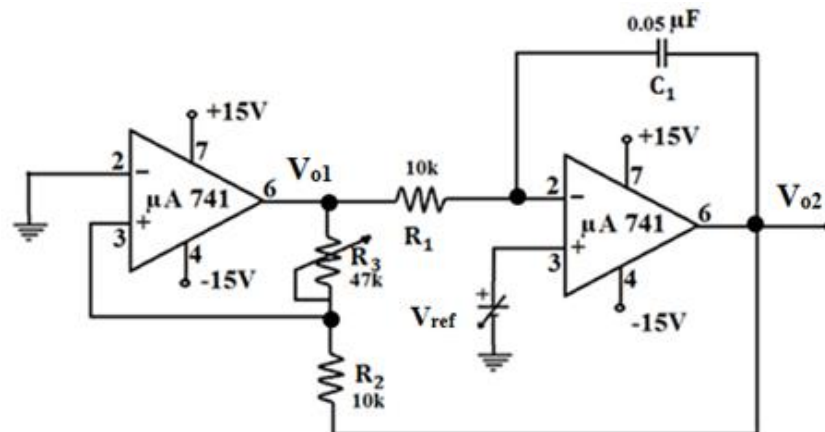 0.05 µF
C1
+15V
+15V
2
7
10k
2
7
Vo1
Vo2
−
6
−
6
µA 741
µA 741
+
R1
+
3
R3
3
4
47k
4
-15V
Vref
+
-15V
R2
10k